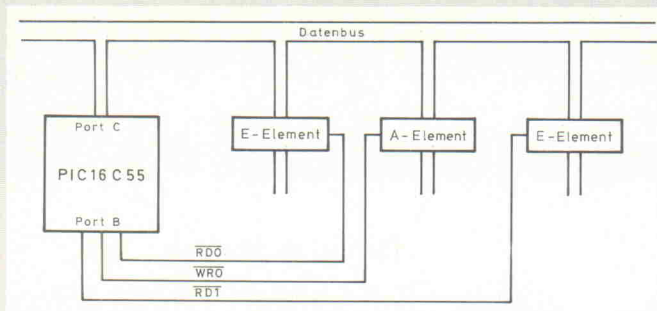 Datenbus
Port C
PIC16C55
Port B
E-Element
A-Element
E-Element
RD0
WR0
RD1